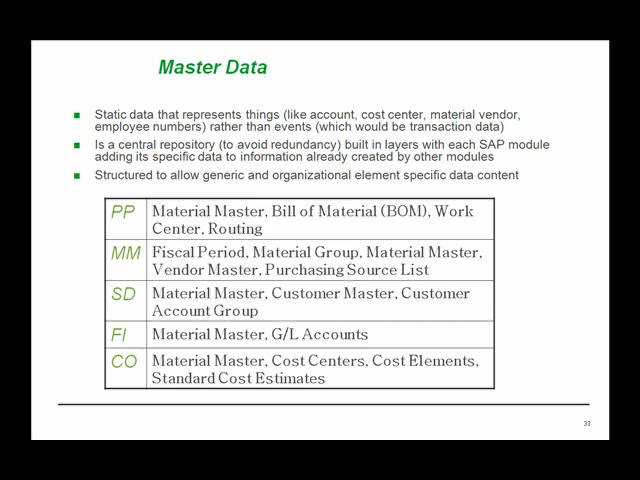 Master Data
Static data that represents things (like account, cost center, material vendor,
employee numbers) rather than events (which would be transaction data)
Is a central repository (to avoid redundancy) built in layers with each SAP module
adding its specific data to information already created by other modules
Structured to allow generic and organizational element specific data content
PP Material Master, Bill of Material (BOM), Work
Center, Routing
MM Fiscal Period, Material Group, Material Master,
Vendor Master, Purchasing Source List
SD Material Master, Customer Master, Customer
Account Group
FI Material Master, G/L Accounts
CO Material Master, Cost Centers, Cost Elements,
Standard Cost Estimates
33